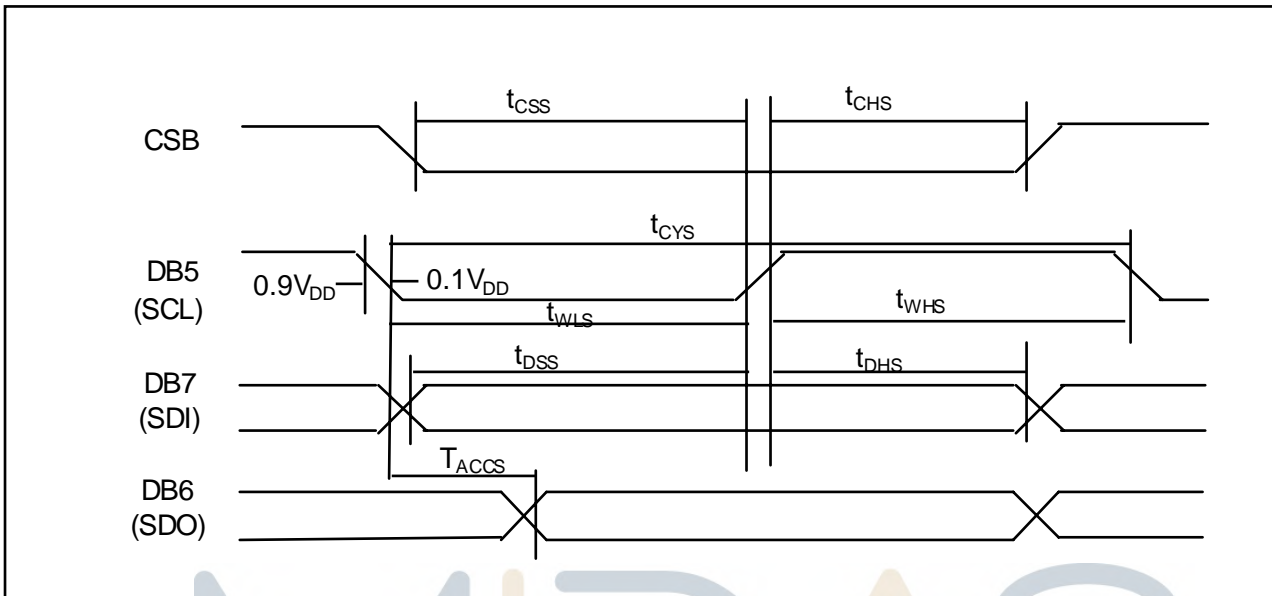 t_CSS
t_CHS
CSB
t_CYS
DB5
(SCL)
0.9V_DD
0.1V_DD
t_WLS
t_WHS
t_DSS
t_DHS
DB7
(SDI)
T_ACCS
DB6
(SDO)